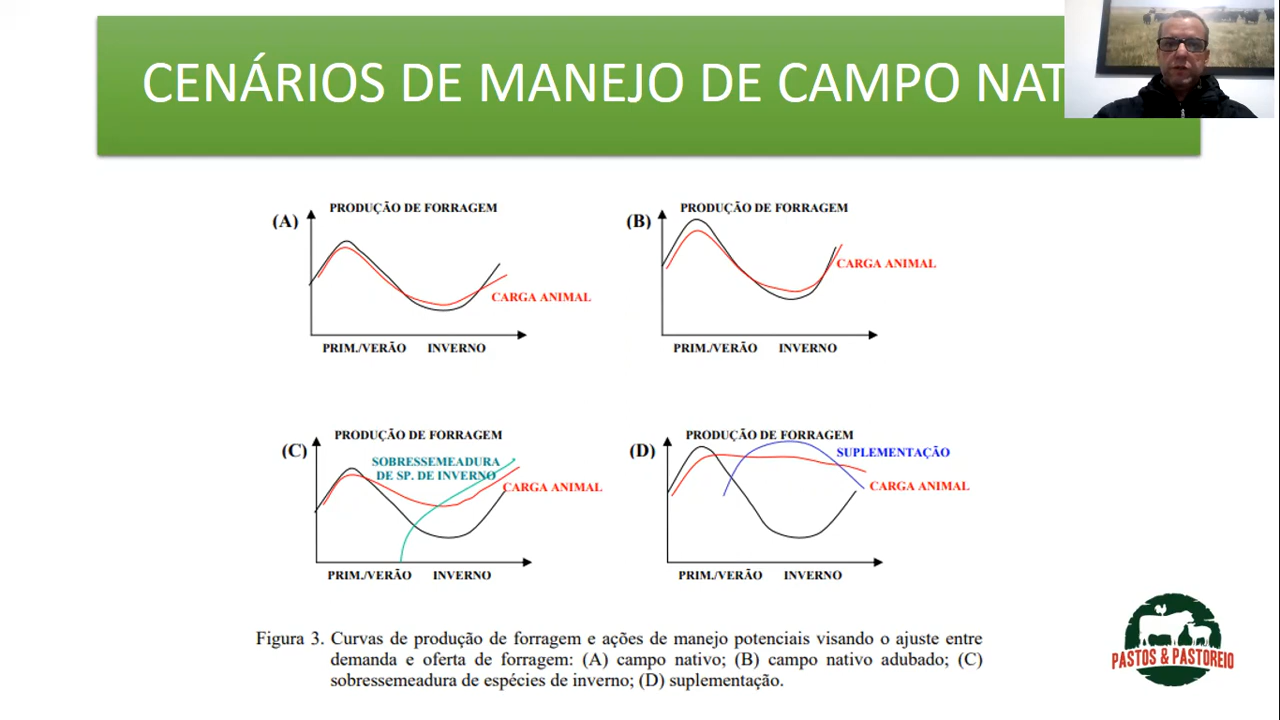 CENÁRIOS DE MANEJO DE CAMPO NAT
(A)
PRODUÇÃO DE FORRAGEM
CARGA ANIMAL
PRIM./VERÃO INVERNO
(B)
PRODUÇÃO DE FORRAGEM
CARGA ANIMAL
PRIM./VERÃO INVERNO
(C)
PRODUÇÃO DE FORRAGEM
SOBRESSEMEADURA
DE SP. DE INVERNO
CARGA ANIMAL
PRIM./VERÃO INVERNO
(D)
PRODUÇÃO DE FORRAGEM
SUPLEMENTAÇÃO
CARGA ANIMAL
PRIM./VERÃO INVERNO
Figura 3. Curvas de produção de forragem e ações de manejo potenciais visando o ajuste entre
demanda e oferta de forragem: (A) campo nativo; (B) campo nativo adubado; (C)
sobressemeadura de espécies de inverno; (D) suplementação.
PASTOS & PASTOREIO